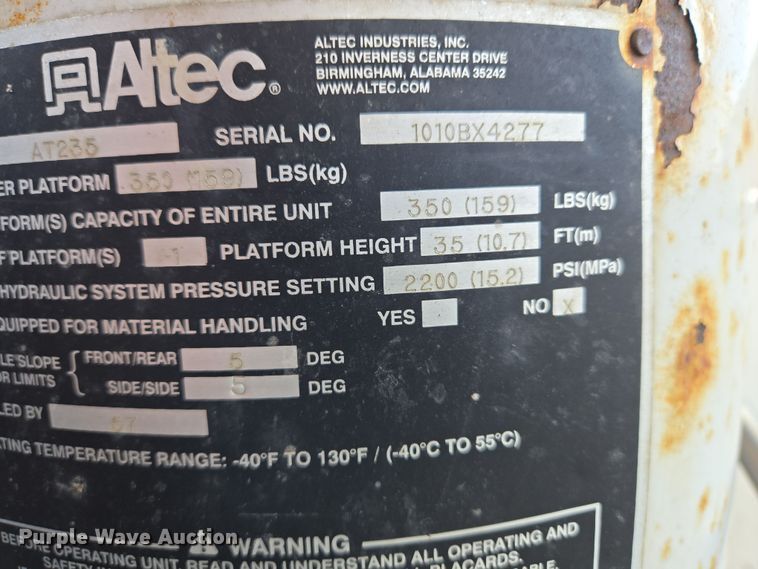 Altec®
ALTEC INDUSTRIES, INC.
210 INVERNESS CENTER DRIVE
BIRMINGHAM, ALABAMA 35242
WWW.ALTEC.COM
AT235 SERIAL NO. 1010BX4277
ER PLATFORM 350 (159) LBS(kg)
TFORM(S) CAPACITY OF ENTIRE UNIT 350 (159) LBS(kg)
F PLATFORM(S) 1 PLATFORM HEIGHT 35 (10.7) FT(m)
HYDRAULIC SYSTEM PRESSURE SETTING 2200 (15.2) PSI(MPa)
QUIPPED FOR MATERIAL HANDLING YES NO X
LE SLOPE { FRONT/REAR 5 DEG
OR LIMITS { SIDE/SIDE 5 DEG
LED BY 57
TING TEMPERATURE RANGE: -40°F TO 130°F / (-40°C TO 55°C)
WARNING
BEFORE OPERATING UNIT, READ AND UNDERSTAND ALL OPERATING AND
Purple Wave Auction